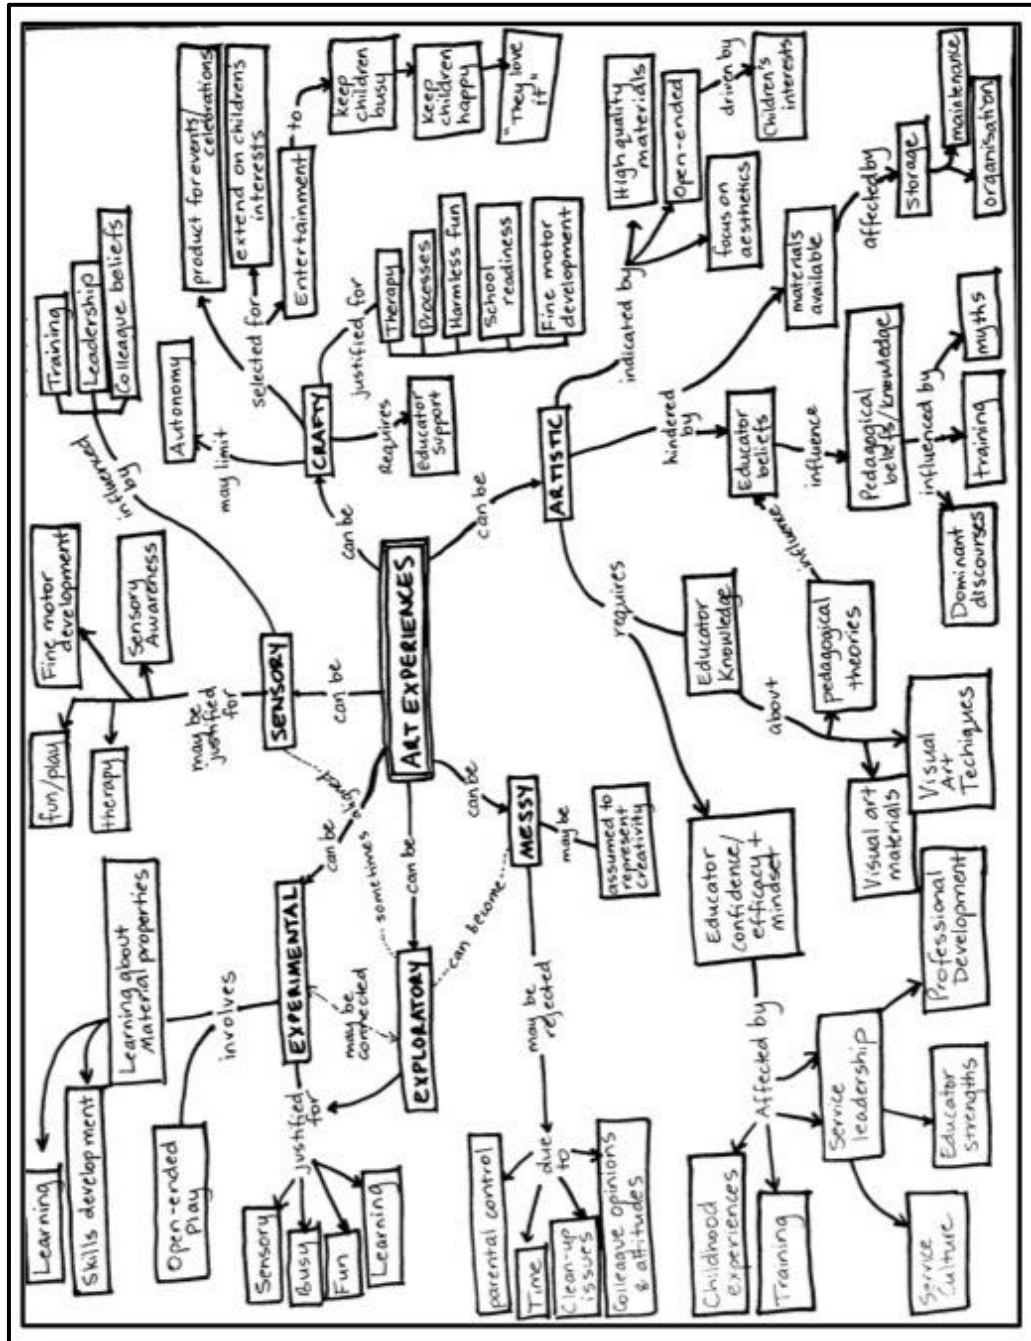 Learning
Skills development
Learning about
Material properties
Open-ended
Play
involves
EXPERIMENTAL
justified
for
Sensory
Busy
Fun
Learning
may be
connected
EXPLORATORY
sometimes
aligned
can become
can be
can be
can be
can be
can be
can be
ART EXPERIENCES
fun/play
therapy
Fine motor
development
Sensory
Awareness
may be
justified
for
SENSORY
influenced
by
Training
Leadership
Colleague beliefs
Autonomy
may limit
CRAFTY
selected for
product for events/
celebrations
extend on childrens
interests
Entertainment
to
keep
children
busy
Keep
children
happy
"They love
it"
justified for
Therapy
Processes
Harmless fun
School
readiness
Fine motor
development
Requires
educator
support
MESSY
may
be
assumed to
represent
creativity
may be
rejected
due
to
parental control
Time
Clean-up
issues
Colleague opinions
& attitudes
ARTISTIC
indicated by
High quality
materials
Open-ended
driven by
Children's
interests
focus on
aesthetics
hindered
by
materials
available
affected by
Storage
maintenance
organisation
Educator
beliefs
influence
Pedagogical
beliefs/knowledge
influenced by
myths
training
Dominant
discourses
requires
Educator
Knowledge
about
pedagogical
theories
influence
Visual art
materials
Visual
Art
Techiques
Educator
confidence/
efficacy +
mindset
Affected by
Childhood
experiences
Training
Service
leadership
Professional
Development
Educator
strengths
Service
Culture